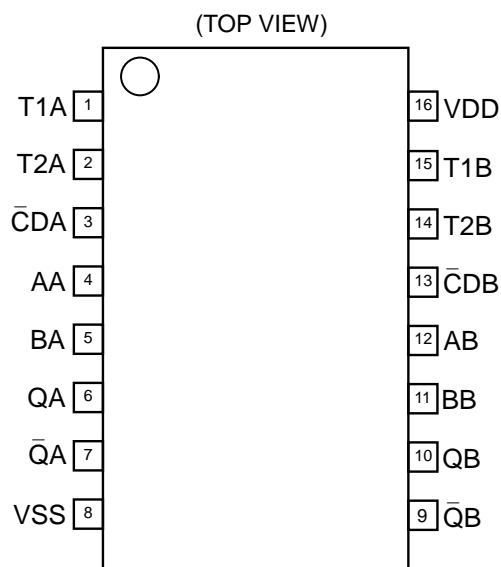 (TOP VIEW)
T1A 1 16 VDD
T2A 2 15 T1B
C̄DA 3 14 T2B
AA 4 13 C̄DB
BA 5 12 AB
QA 6 11 BB
Q̄A 7 10 QB
VSS 8 9 Q̄B